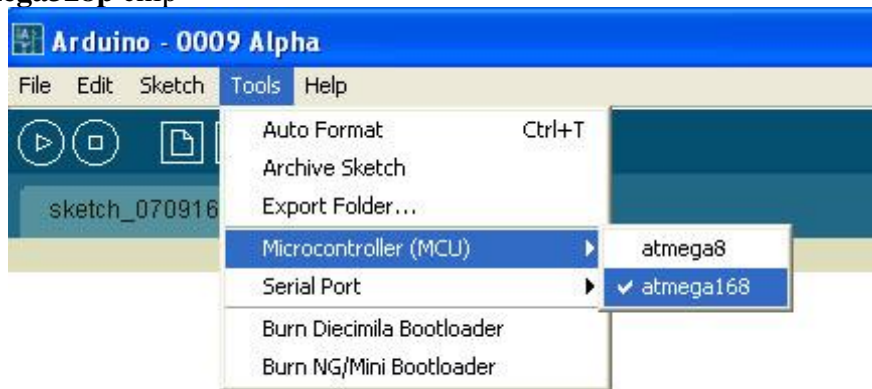 Arduino - 0009 Alpha
File Edit Sketch Tools Help
Auto Format Ctrl+T
Archive Sketch
sketch_070916 Export Folder...
Microcontroller (MCU) atmega8
Serial Port ✓ atmega168
Burn Diecimila Bootloader
Burn NG/Mini Bootloader